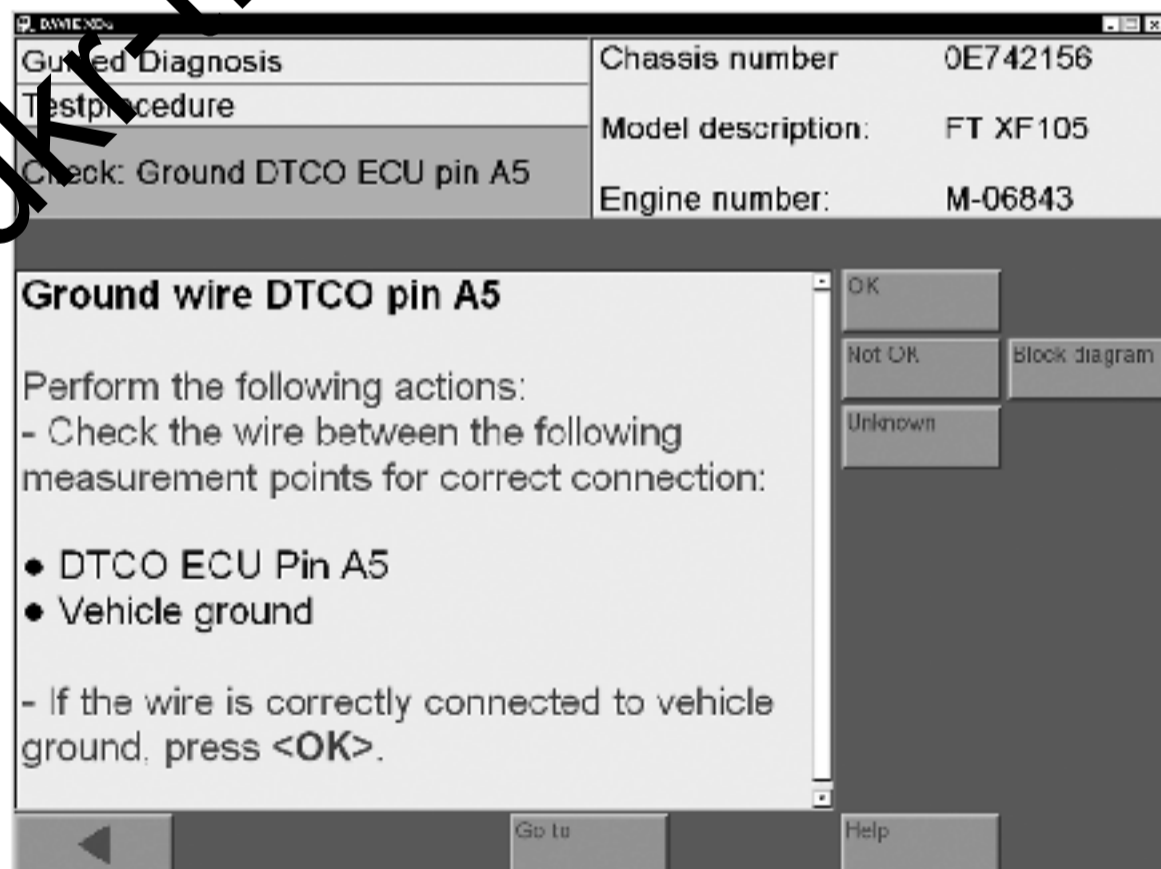 Guided Diagnosis
Testprocedure
Check: Ground DTCO ECU pin A5
Chassis number 0E742156
Model description: FT XF105
Engine number: M-06843
Ground wire DTCO pin A5
Perform the following actions:
- Check the wire between the following
measurement points for correct connection:
● DTCO ECU Pin A5
● Vehicle ground
- If the wire is correctly connected to vehicle
ground, press <OK>.
OK
Not OK
Block diagram
Unknown
Go to
Help